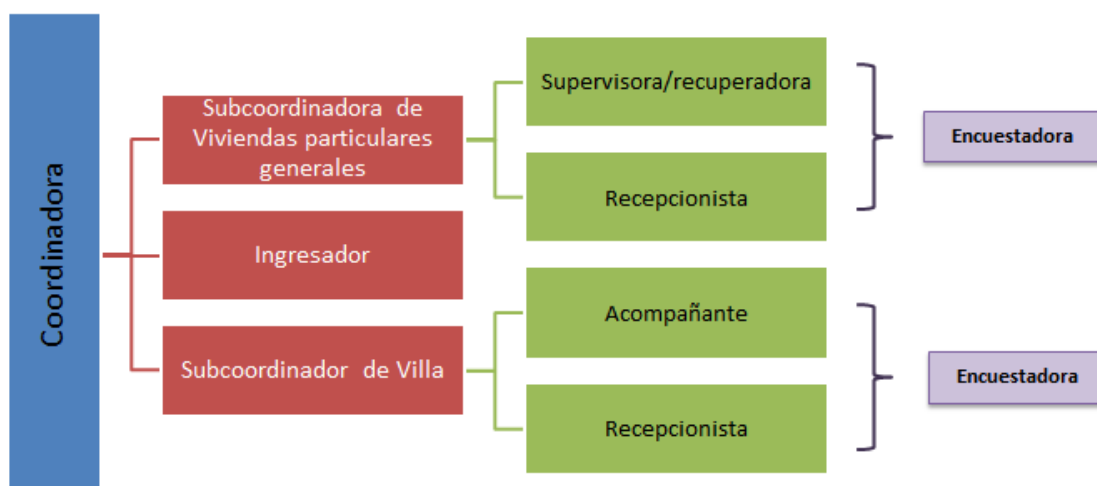 Coordinadora
Subcoordinadora de
Viviendas particulares
generales
Ingresador
Subcoordinador de Villa
Supervisora/recuperadora
Recepcionista
Acompañante
Recepcionista
Encuestadora
Encuestadora